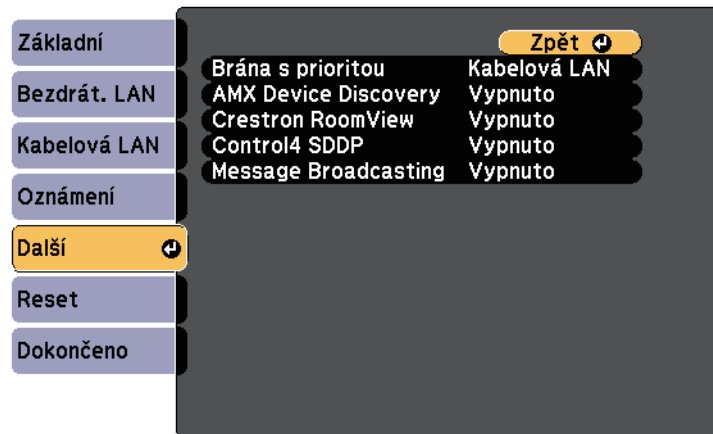 Základní
Bezdrát. LAN
Kabelová LAN
Oznámení
Další
Reset
Dokončeno
Zpět
Brána s prioritou Kabelová LAN
AMX Device Discovery Vypnuto
Crestron RoomView Vypnuto
Control4 SDDP Vypnuto
Message Broadcasting Vypnuto